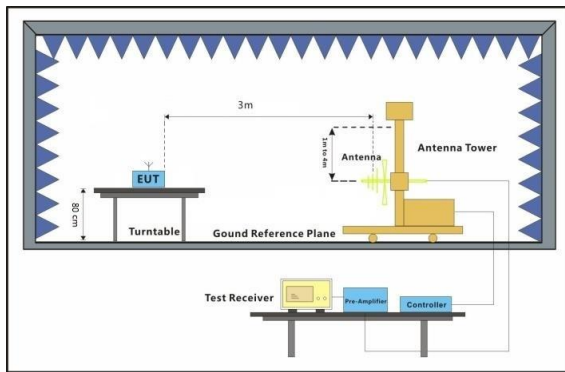 3m
1m to 4m
Antenna
Antenna Tower
EUT
80 cm
Turntable
Gound Reference Plane
Test Receiver
Pre-Amplifier
Controller